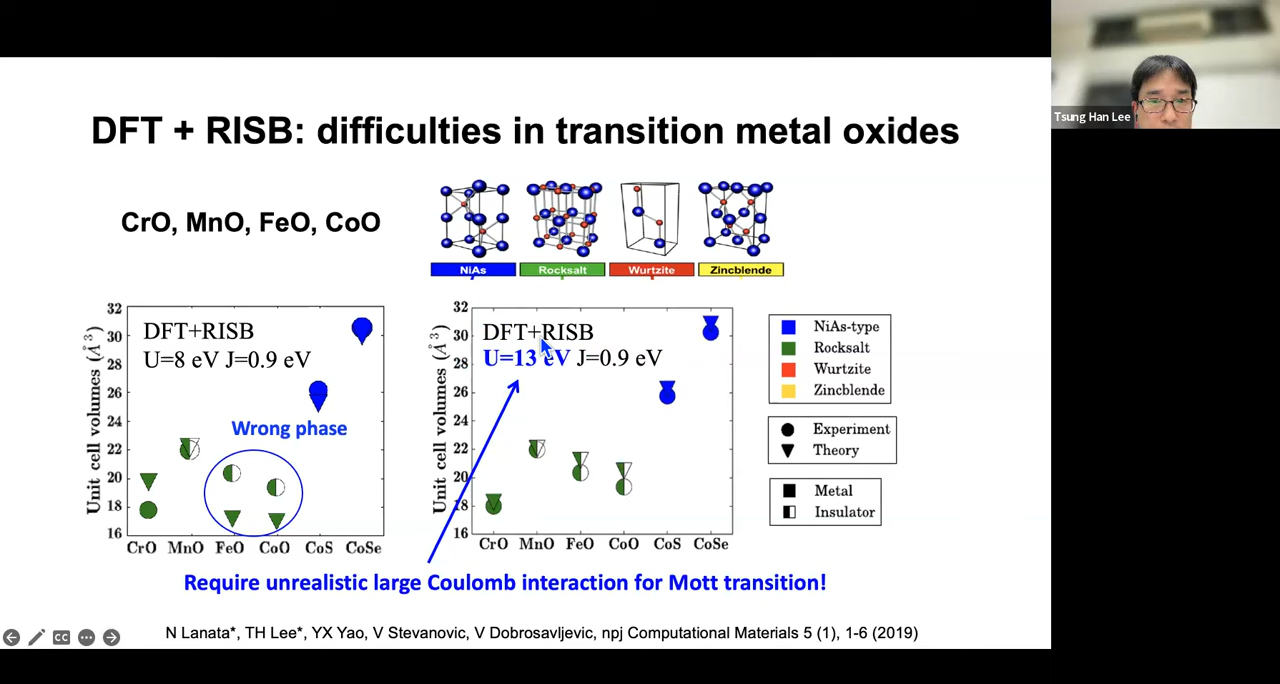 Tsung Han Lee
DFT + RISB: difficulties in transition metal oxides
CrO, MnO, FeO, CoO
NiAs
Rocksalt
Wurtzite
Zincblende
Unit cell volumes (Å³)
32
30
28
26
24
22
20
18
16
DFT+RISB
U=8 eV J=0.9 eV
Wrong phase
CrO MnO FeO CoO CoS CoSe
Unit cell volumes (Å³)
32
30
28
26
24
22
20
18
16
DFT+RISB
U=13 eV J=0.9 eV
CrO MnO FeO CoO CoS CoSe
NiAs-type
Rocksalt
Wurtzite
Zincblende
Experiment
Theory
Metal
Insulator
Require unrealistic large Coulomb interaction for Mott transition!
CC
N Lanata*, TH Lee*, YX Yao, V Stevanovic, V Dobrosavljevic, npj Computational Materials 5 (1), 1-6 (2019)